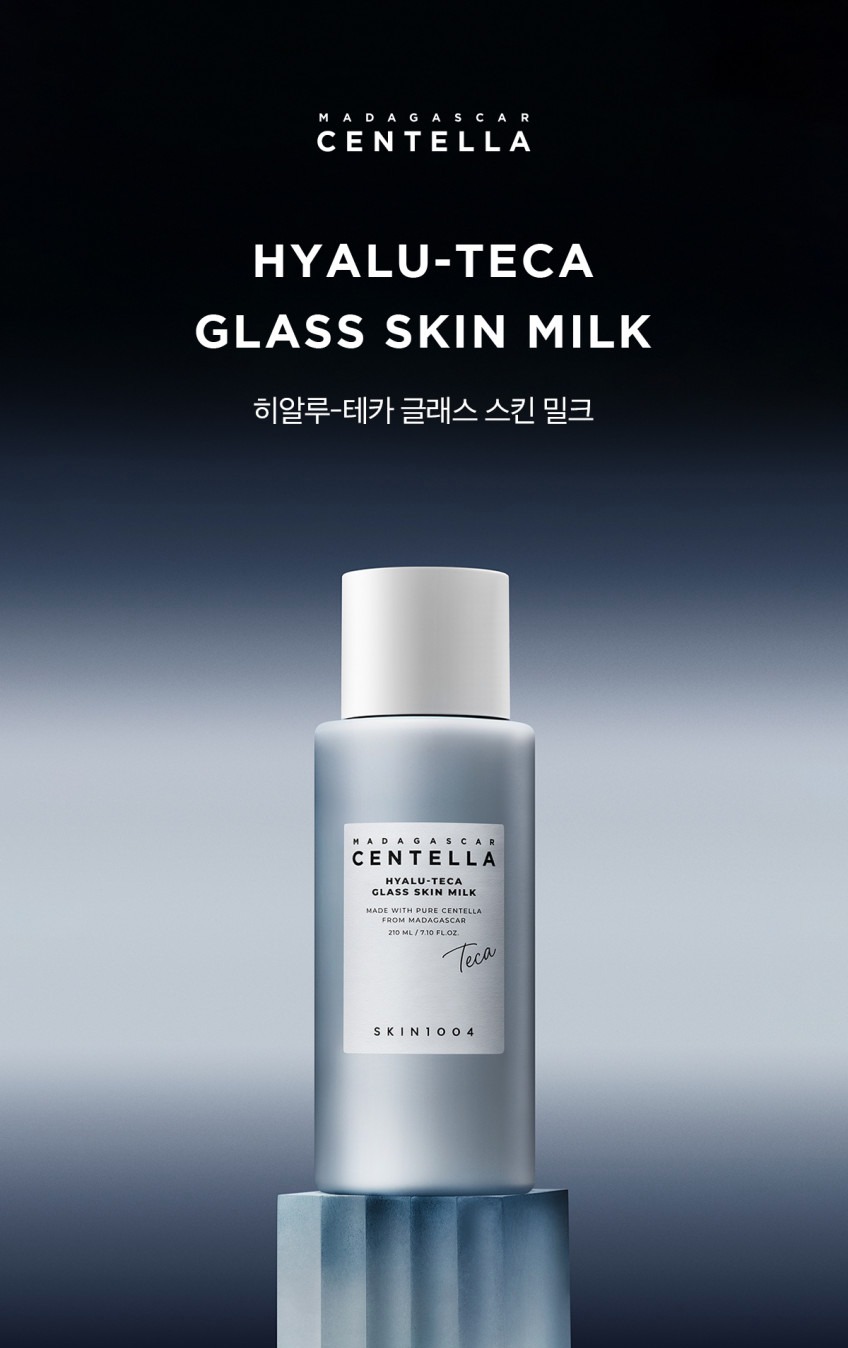 MADAGASCAR
CENTELLA
HYALU-TECA
GLASS SKIN MILK
히알루-테카 글래스 스킨 밀크
MADAGASCAR
CENTELLA
HYALU-TECA
GLASS SKIN MILK
MADE WITH PURE CENTELLA
FROM MADAGASCAR
210 ML / 7.10 FL.OZ.
Teca
SKIN1004